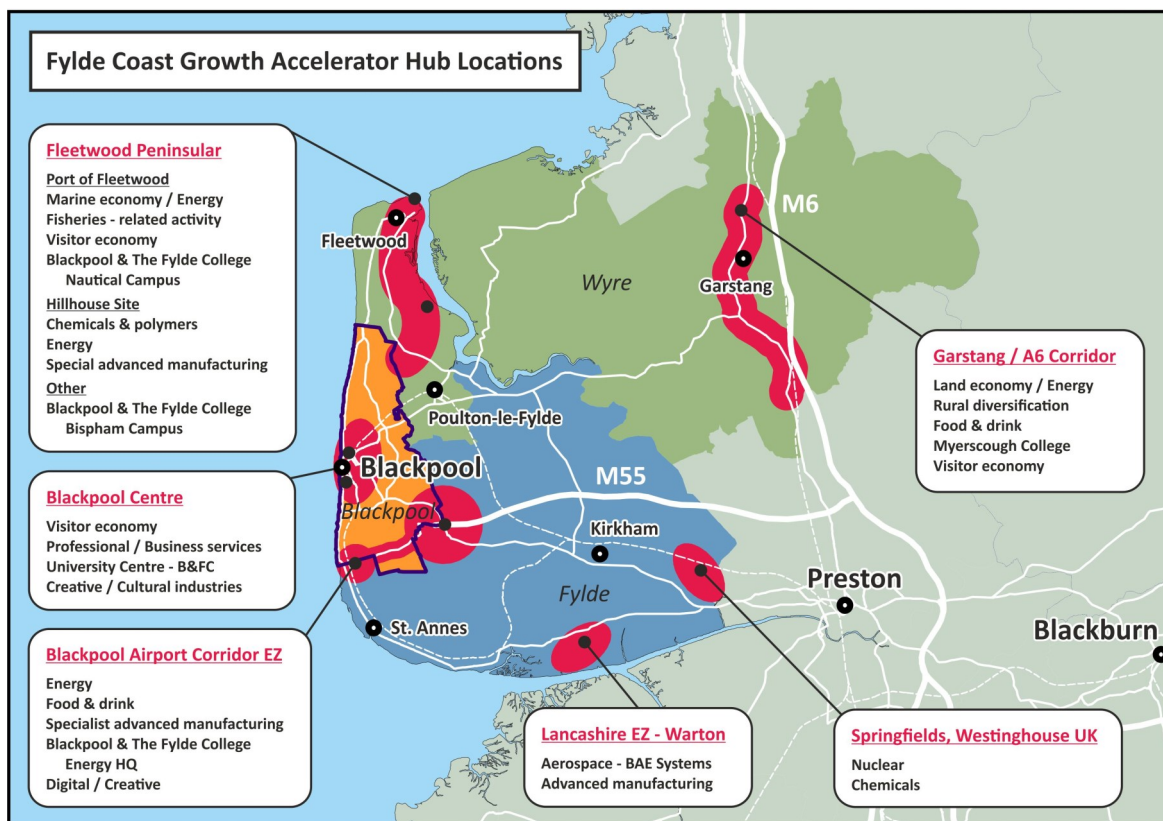 Fylde Coast Growth Accelerator Hub Locations
Fleetwood Peninsular
Port of Fleetwood
Marine economy / Energy
Fisheries - related activity
Visitor economy
Blackpool & The Fylde College
Nautical Campus
Hillhouse Site
Chemicals & polymers
Energy
Special advanced manufacturing
Other
Blackpool & The Fylde College
Bispham Campus
Blackpool Centre
Visitor economy
Professional / Business services
University Centre - B&FC
Creative / Cultural industries
Blackpool Airport Corridor EZ
Energy
Food & drink
Specialist advanced manufacturing
Blackpool & The Fylde College
Energy HQ
Digital / Creative
Fleetwood
Wyre
M6
Garstang
Poulton-le-Fylde
Blackpool
Blackpool
M55
Kirkham
Fylde
St. Annes
Preston
Blackburn
Garstang / A6 Corridor
Land economy / Energy
Rural diversification
Food & drink
Myerscough College
Visitor economy
Lancashire EZ - Warton
Aerospace - BAE Systems
Advanced manufacturing
Springfields, Westinghouse UK
Nuclear
Chemicals